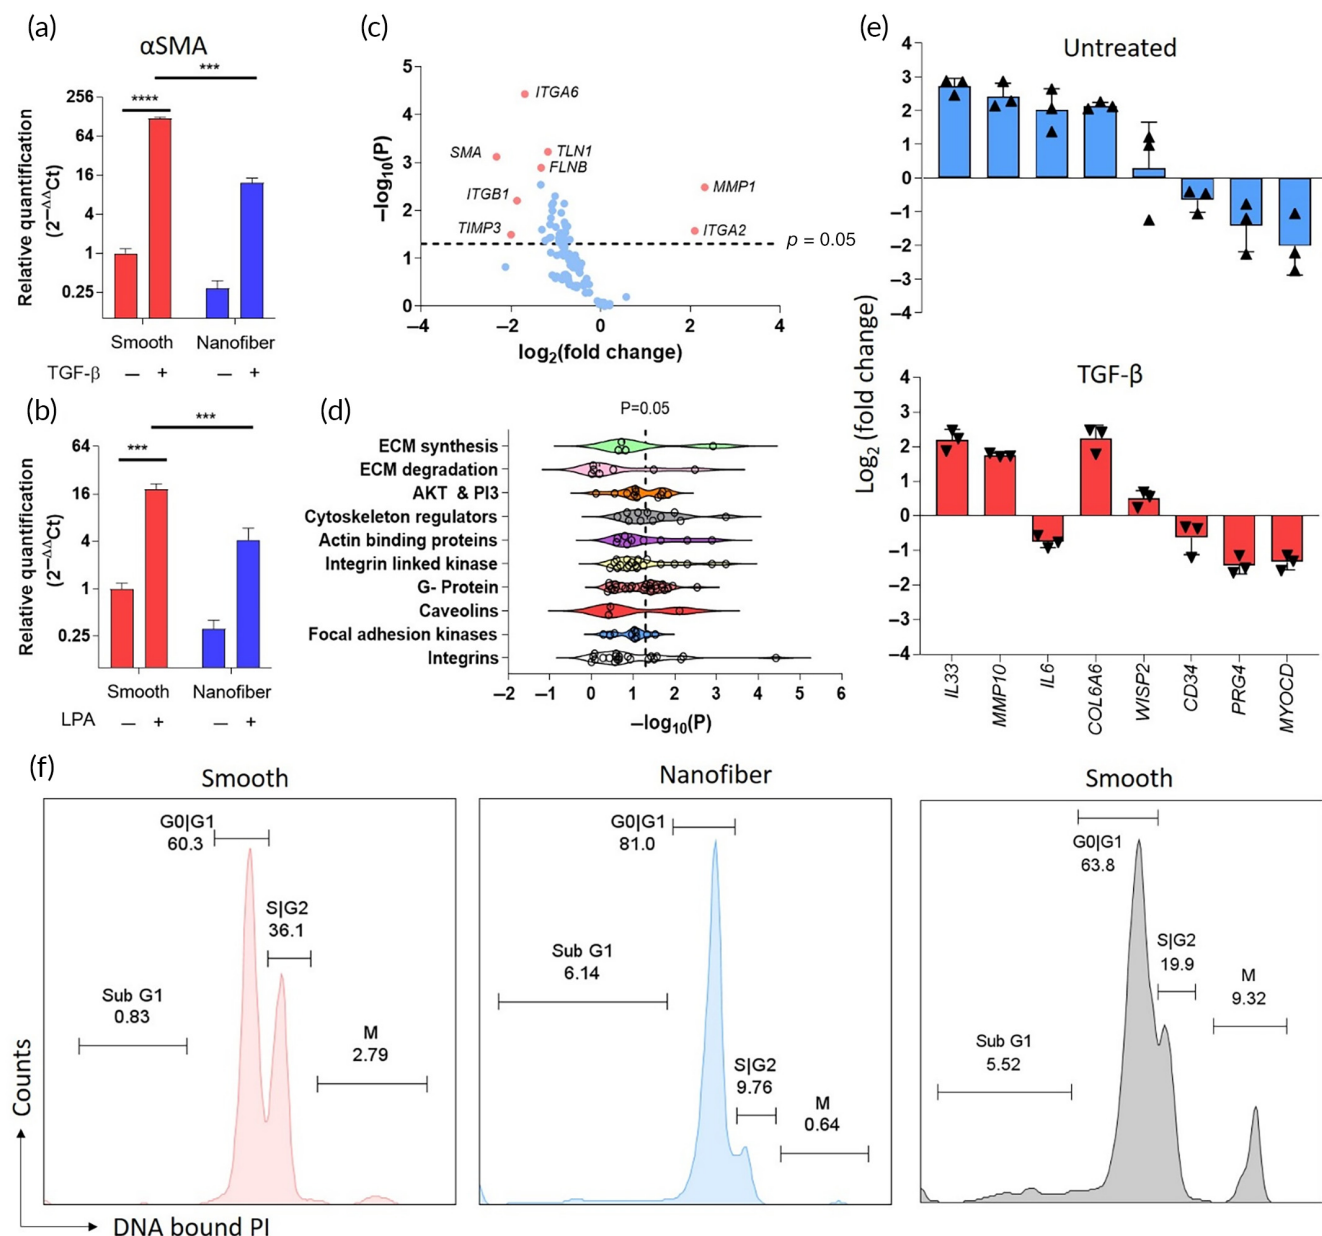 (a)
αSMA
***
****
Relative quantification
(2⁻ΔΔCt)
256
64
16
4
1
0.25
Smooth Nanofiber
TGF-β — + — +
(b)
***
***
Relative quantification
(2⁻ΔΔCt)
64
16
4
1
0.25
Smooth Nanofiber
LPA — + — +
(c)
–log₁₀(P)
5
4
3
2
1
0
ITGA6
SMA
TLN1
FLNB
ITGB1
MMP1
TIMP3
ITGA2
p = 0.05
–4 –2 0 2 4
log₂(fold change)
(d)
P=0.05
ECM synthesis
ECM degradation
AKT & PI3
Cytoskeleton regulators
Actin binding proteins
Integrin linked kinase
G- Protein
Caveolins
Focal adhesion kinases
Integrins
–2 –1 0 1 2 3 4 5 6
–log₁₀(P)
(e)
Untreated
4
3
2
1
0
–1
–2
–3
–4
Log₂ (fold change)
TGF-β
4
3
2
1
0
–1
–2
–3
–4
IL33
MMP10
IL6
COL6A6
WISP2
CD34
PRG4
MYOCD
(f)
Counts
DNA bound PI
Smooth
G0|G1
60.3
S|G2
36.1
Sub G1
0.83
M
2.79
Nanofiber
G0|G1
81.0
Sub G1
6.14
S|G2
9.76
M
0.64
Smooth
G0|G1
63.8
S|G2
19.9
M
9.32
Sub G1
5.52